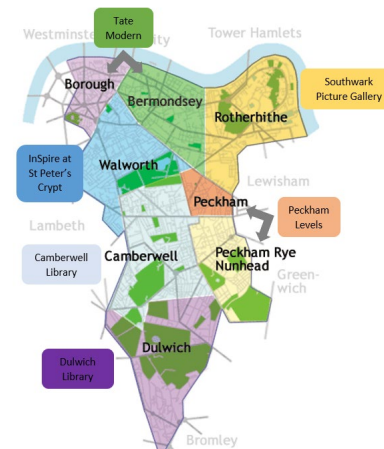 Tate
Modern
Westminster
City
Tower Hamlets
Borough
Bermondsey
Rotherhithe
Southwark
Picture Gallery
InSpire at
St Peter's
Crypt
Walworth
Peckham
Lewisham
Lambeth
Peckham
Levels
Camberwell
Library
Camberwell
Peckham Rye
Nunhead
Green-
wich
Dulwich
Library
Dulwich
Bromley